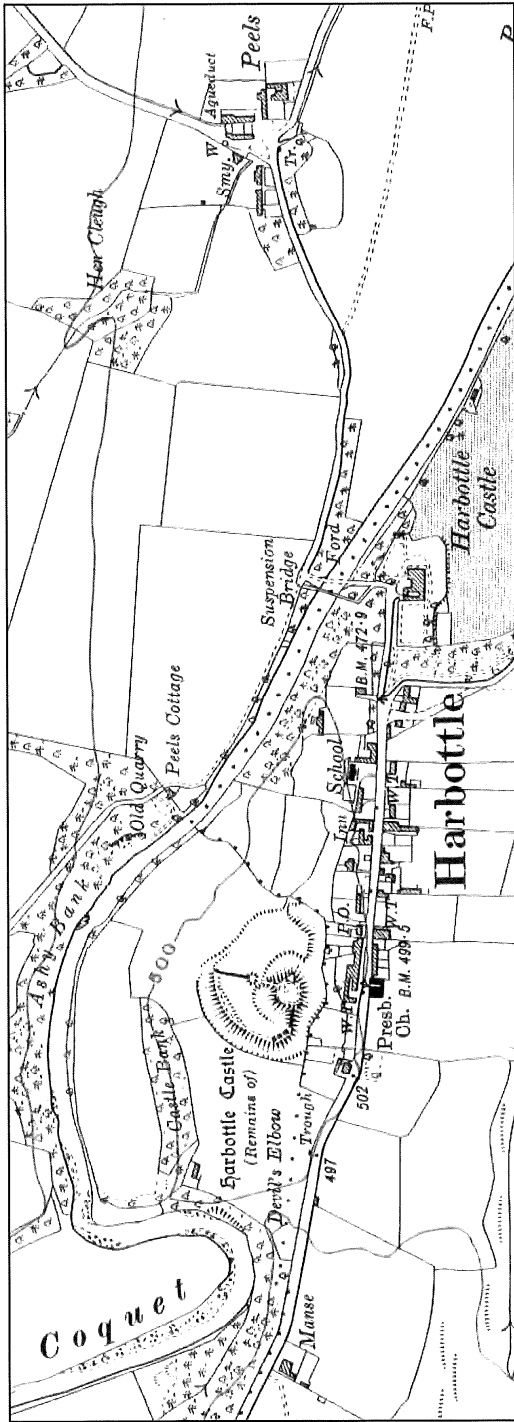 Peels
Aqueduct
W.
Smy.
Tr.
F.P.
P
Hen Cleugh
Suspension
Bridge
Ford
Harbottle
Castle
Peels Cottage
Old Quarry
Ashy Bank
B.M. 472·9
School
Inn
W.T.
Harbottle
P.O.
W.T.
500
Castle Bank
Harbottle Castle
(Remains of)
W.T.
B.M. 499·5
Presb.
Ch.
Devil's Elbow
Trough
502
497
Coquet
Manse